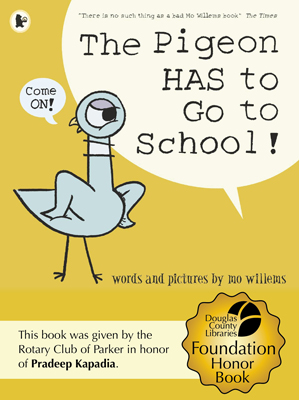 "There is no such thing as a bad Mo Willems book" The Times
The Pigeon
HAS to
Go to
School!
Come
ON!
words and pictures by mo willems
This book was given by the
Rotary Club of Parker in honor
of Pradeep Kapadia.
Douglas
County
Libraries
Foundation
Honor
Book